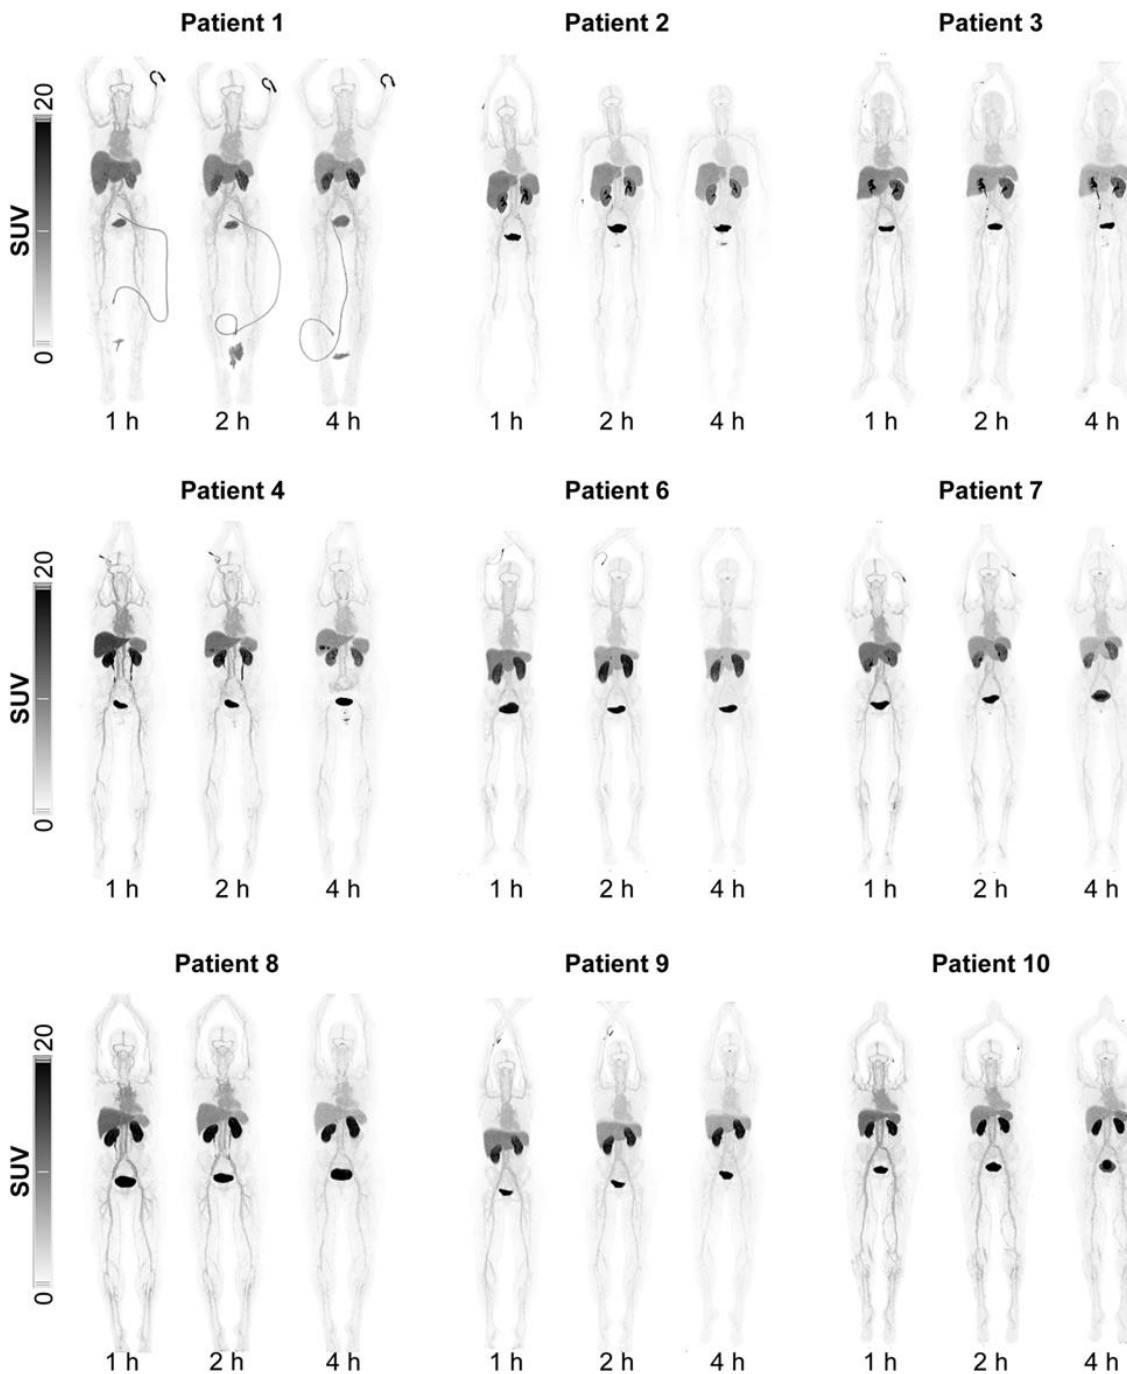 Patient 1 Patient 2 Patient 3
20
SUV
0
1 h 2 h 4 h 1 h 2 h 4 h 1 h 2 h 4 h
Patient 4 Patient 6 Patient 7
20
SUV
0
1 h 2 h 4 h 1 h 2 h 4 h 1 h 2 h 4 h
Patient 8 Patient 9 Patient 10
20
SUV
0
1 h 2 h 4 h 1 h 2 h 4 h 1 h 2 h 4 h